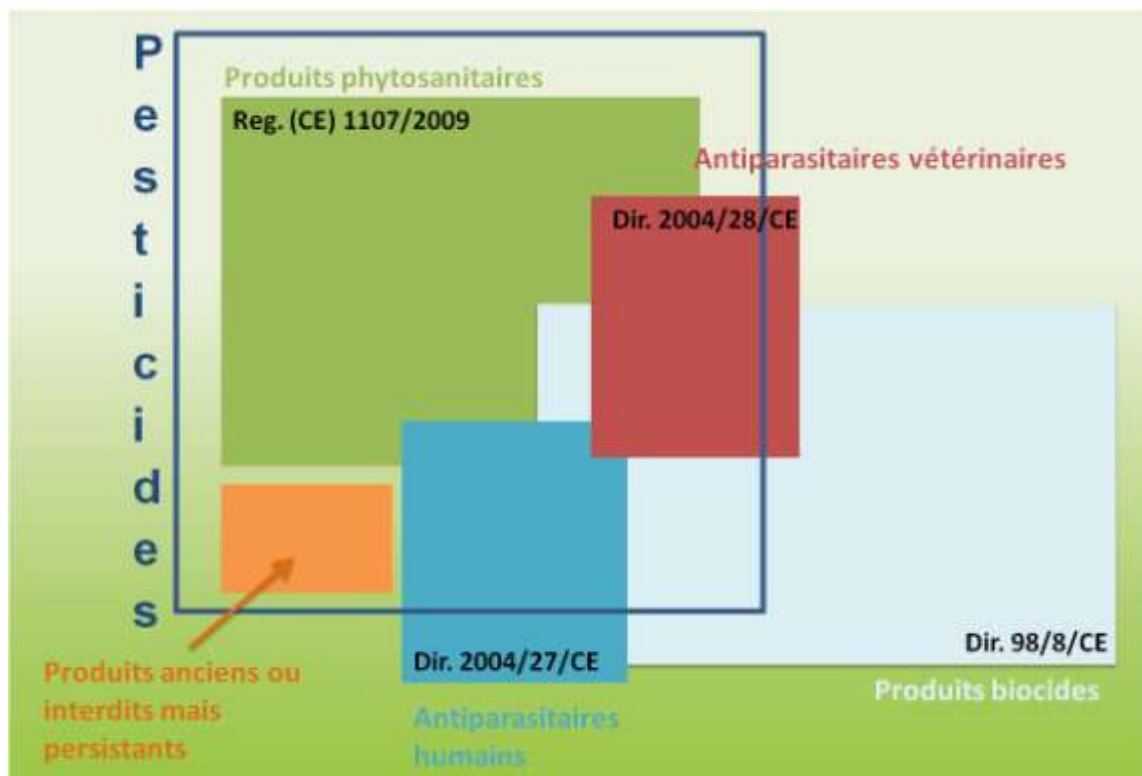 Pesticides
Produits phytosanitaires
Reg. (CE) 1107/2009
Antiparasitaires vétérinaires
Dir. 2004/28/CE
Dir. 98/8/CE
Produits biocides
Dir. 2004/27/CE
Antiparasitaires
humains
Produits anciens ou
interdits mais
persistants